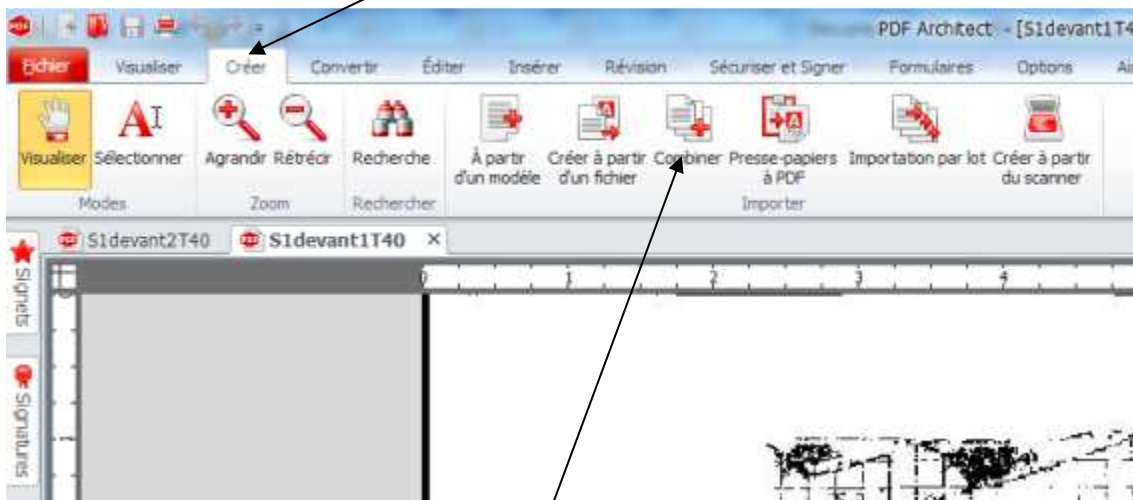 PDF Architect - [S1devant1T4
Fichier Visualiser Créer Convertir Éditer Insérer Révision Sécuriser et Signer Formulaires Options Ai
Visualiser Sélectionner Agrandir Rétrécir Recherche À partir Créer à partir Combiner Presse-papiers Importation par lot Créer à partir
d'un modèle d'un fichier à PDF du scanner
Modes Zoom Rechercher Importer
S1devant2T40 S1devant1T40 ×
0 1 2 3 4
Signets
Signatures
1